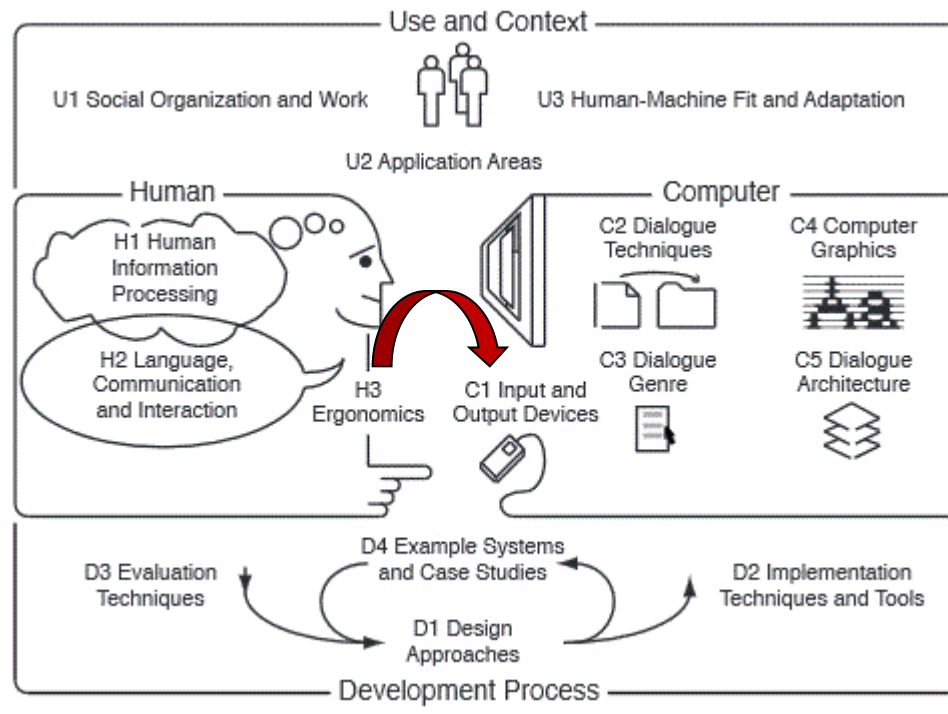 Use and Context
U1 Social Organization and Work
U3 Human-Machine Fit and Adaptation
U2 Application Areas
Human
Computer
H1 Human
Information
Processing
H2 Language,
Communication
and Interaction
H3
Ergonomics
C1 Input and
Output Devices
C2 Dialogue
Techniques
C4 Computer
Graphics
Aa
C3 Dialogue
Genre
C5 Dialogue
Architecture
D3 Evaluation
Techniques
D4 Example Systems
and Case Studies
D2 Implementation
Techniques and Tools
D1 Design
Approaches
Development Process